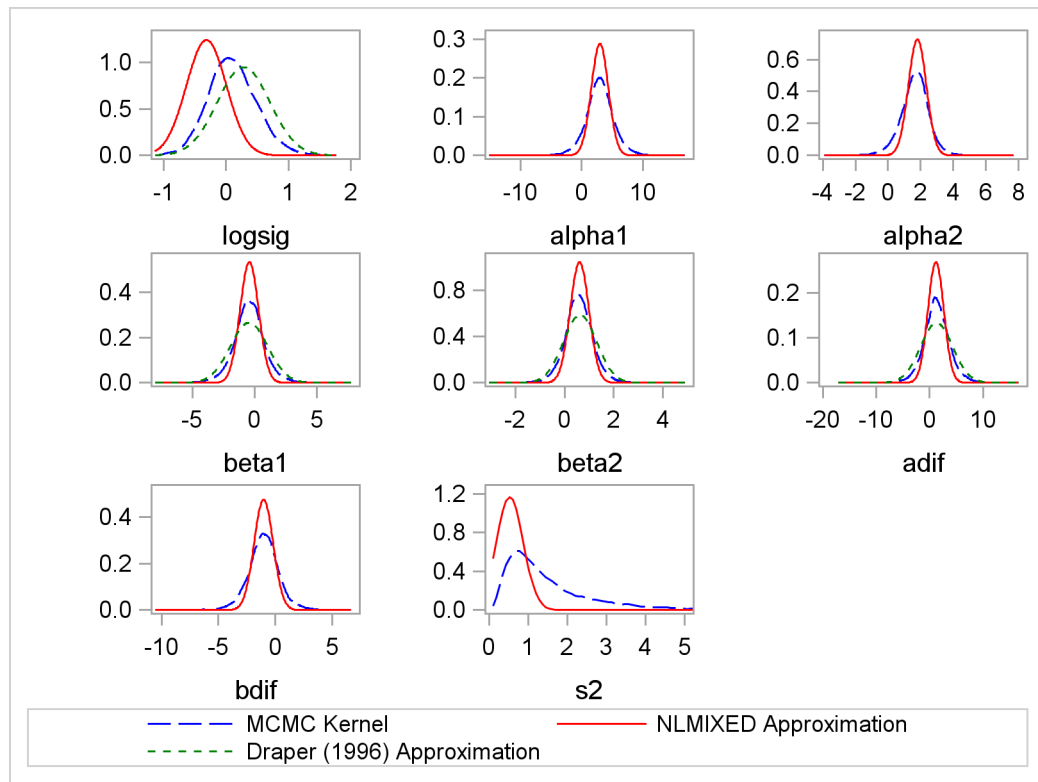 1.0
0.5
0.0
-1 0 1 2
logsig
0.3
0.2
0.1
0.0
-10 0 10
alpha1
0.6
0.4
0.2
0.0
-4 -2 0 2 4 6 8
alpha2
0.4
0.2
0.0
-5 0 5
beta1
0.8
0.4
0.0
-2 0 2 4
beta2
0.2
0.1
0.0
-20 -10 0 10
adif
0.4
0.2
0.0
-10 -5 0 5
bdif
1.2
0.8
0.4
0.0
0 1 2 3 4 5
s2
MCMC Kernel NLMIXED Approximation
Draper (1996) Approximation